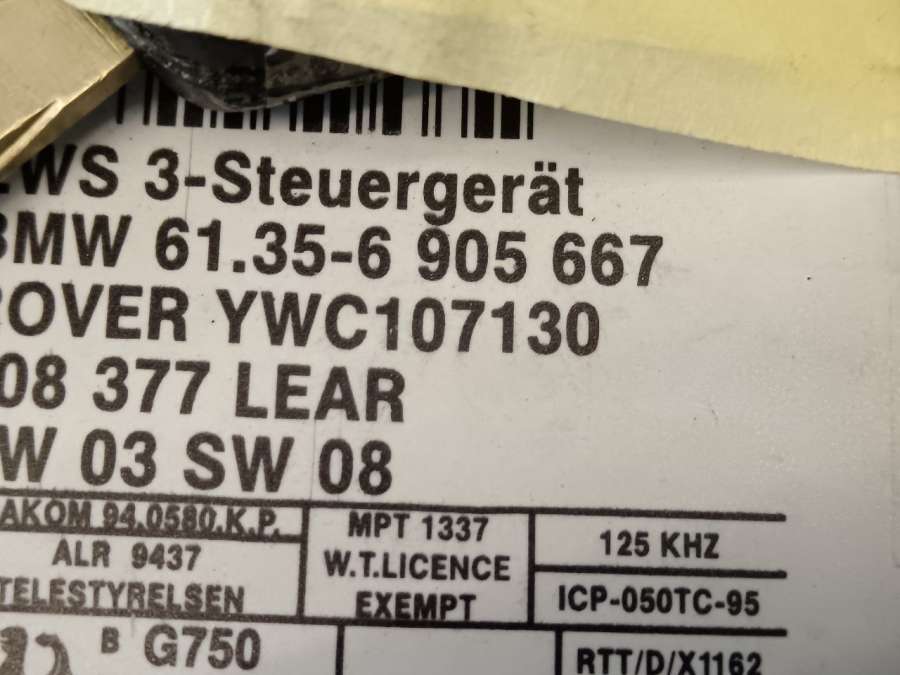 EWS 3-Steuergerät
BMW 61.35-6 905 667
ROVER YWC107130
08 377 LEAR
W 03 SW 08
AKOM 94.0580.K.P.
ALR 9437
TELESTYRELSEN
MPT 1337
W.T.LICENCE
EXEMPT
125 KHZ
ICP-050TC-95
B G750
RTT/D/X1162